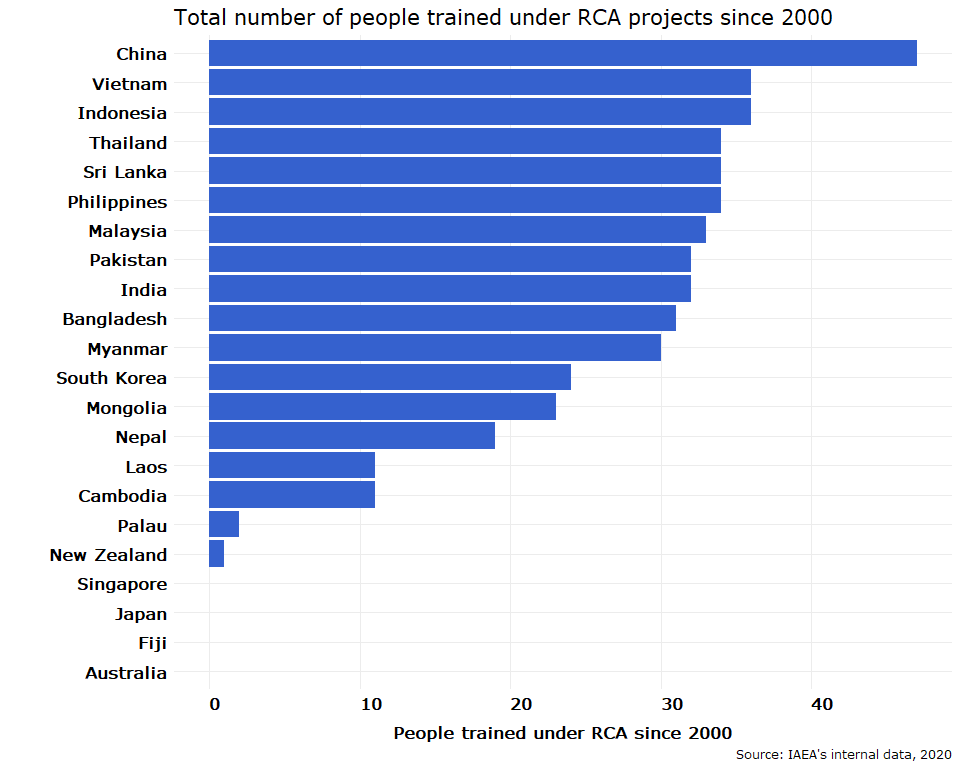 Total number of people trained under RCA projects since 2000
China
Vietnam
Indonesia
Thailand
Sri Lanka
Philippines
Malaysia
Pakistan
India
Bangladesh
Myanmar
South Korea
Mongolia
Nepal
Laos
Cambodia
Palau
New Zealand
Singapore
Japan
Fiji
Australia
0 10 20 30 40
People trained under RCA since 2000
Source: IAEA's internal data, 2020